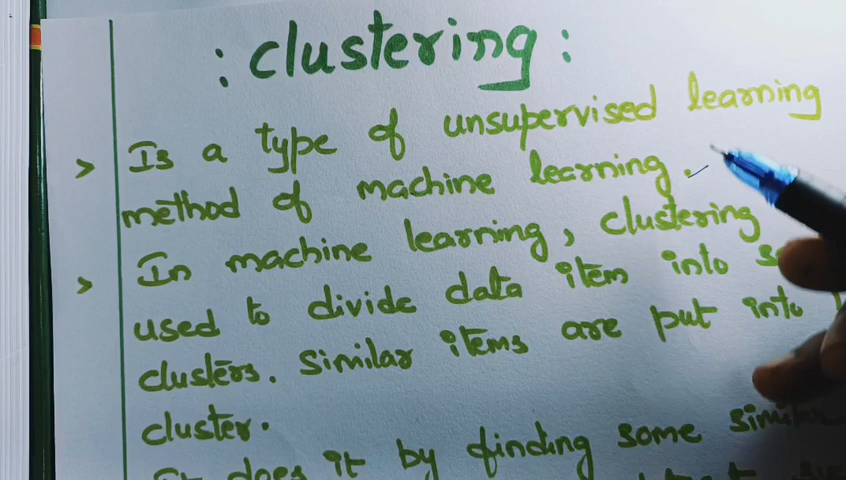 : clustering :
> Is a type of unsupervised learning
method of machine learning.
> In machine learning, clustering
used to divide data item into
clusters. Similar items are put into
cluster.
It does it by finding some